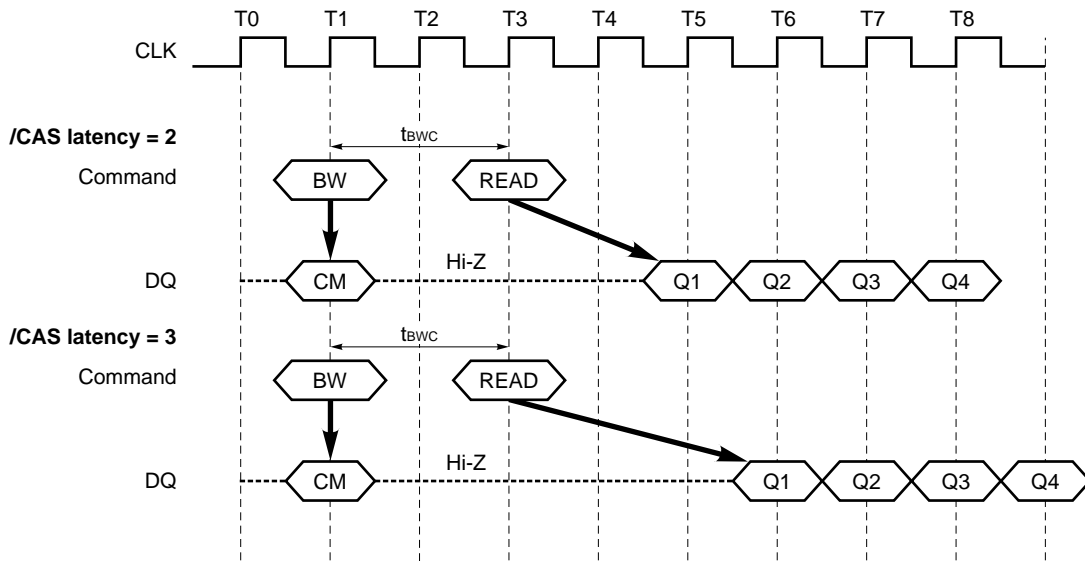 T0 T1 T2 T3 T4 T5 T6 T7 T8
CLK
/CAS latency = 2
tBWC
Command BW READ
Hi-Z
DQ CM Q1 Q2 Q3 Q4
/CAS latency = 3
tBWC
Command BW READ
Hi-Z
DQ CM Q1 Q2 Q3 Q4